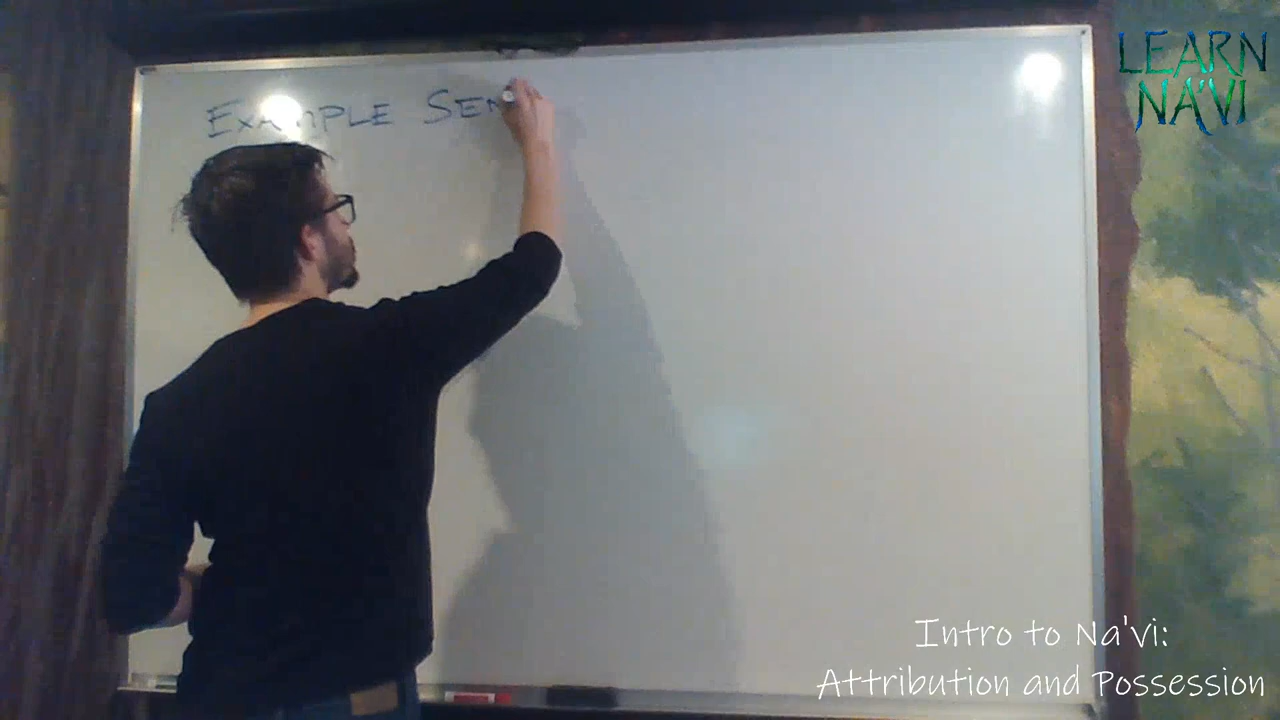 EXAMPLE SEN
LEARN
NA'VI
Intro to Na'vi:
Attribution and Possession